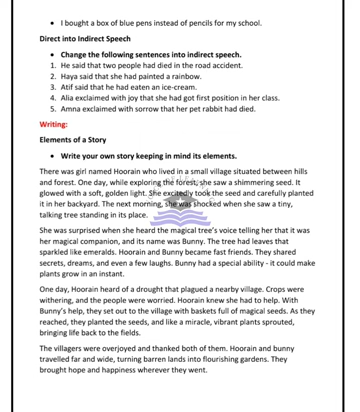 • I bought a box of blue pens instead of pencils for my school.
Direct into Indirect Speech
• Change the following sentences into indirect speech.
1. He said that two people had died in the road accident.
2. Haya said that she had painted a rainbow.
3. Atif said that he had eaten an ice-cream.
4. Alia exclaimed with joy that she had got first position in her class.
5. Amna exclaimed with sorrow that her pet rabbit had died.
Writing:
Elements of a Story
• Write your own story keeping in mind its elements.
There was girl named Hoorain who lived in a small village situated between hills
and forest. One day, while exploring the forest, she saw a shimmering seed. It
glowed with a soft, golden light. She excitedly took the seed and carefully planted
it in her backyard. The next morning, she was shocked when she saw a tiny,
talking tree standing in its place.
She was surprised when she heard the magical tree's voice telling her that it was
her magical companion, and its name was Bunny. The tree had leaves that
sparkled like emeralds. Hoorain and Bunny became fast friends. They shared
secrets, dreams, and even a few laughs. Bunny had a special ability - it could make
plants grow in an instant.
One day, Hoorain heard of a drought that plagued a nearby village. Crops were
withering, and the people were worried. Hoorain knew she had to help. With
Bunny's help, they set out to the village with baskets full of magical seeds. As they
reached, they planted the seeds, and like a miracle, vibrant plants sprouted,
bringing life back to the fields.
The villagers were overjoyed and thanked both of them. Hoorain and bunny
travelled far and wide, turning barren lands into flourishing gardens. They
brought hope and happiness wherever they went.